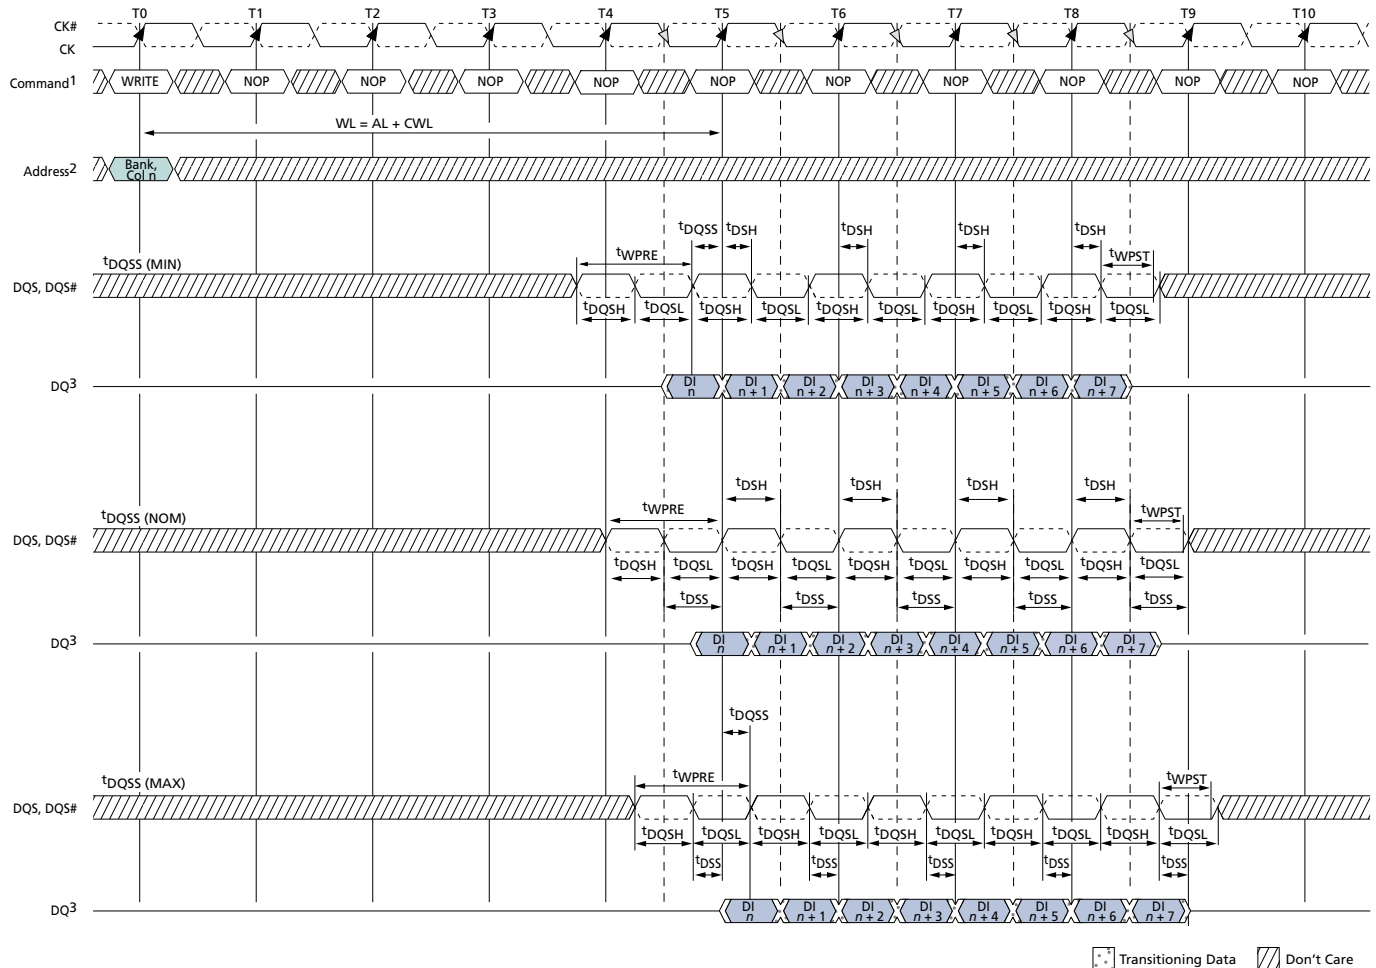 T0 T1 T2 T3 T4 T5 T6 T7 T8 T9 T10
CK#
CK
Command1 WRITE NOP NOP NOP NOP NOP NOP NOP NOP NOP NOP
WL = AL + CWL
Address2 Bank, Col n
tDQSS tDSH tDSH tDSH tDSH
tDQSS (MIN) tWPRE tWPST
DQS, DQS#
tDQSH tDQSL tDQSH tDQSL tDQSH tDQSL tDQSH tDQSL tDQSH tDQSL
DQ3 DI n DI n + 1 DI n + 2 DI n + 3 DI n + 4 DI n + 5 DI n + 6 DI n + 7
tDSH tDSH tDSH tDSH
tDQSS (NOM) tWPRE tWPST
DQS, DQS#
tDQSH tDQSL tDQSH tDQSL tDQSH tDQSL tDQSH tDQSL tDQSH tDQSL
tDSS tDSS tDSS tDSS tDSS
DQ3 DI n DI n + 1 DI n + 2 DI n + 3 DI n + 4 DI n + 5 DI n + 6 DI n + 7
tDQSS
tDQSS (MAX) tWPRE tWPST
DQS, DQS#
tDQSH tDQSL tDQSH tDQSL tDQSH tDQSL tDQSH tDQSL tDQSH tDQSL
tDSS tDSS tDSS tDSS tDSS
DQ3 DI n DI n + 1 DI n + 2 DI n + 3 DI n + 4 DI n + 5 DI n + 6 DI n + 7
Transitioning Data Don't Care